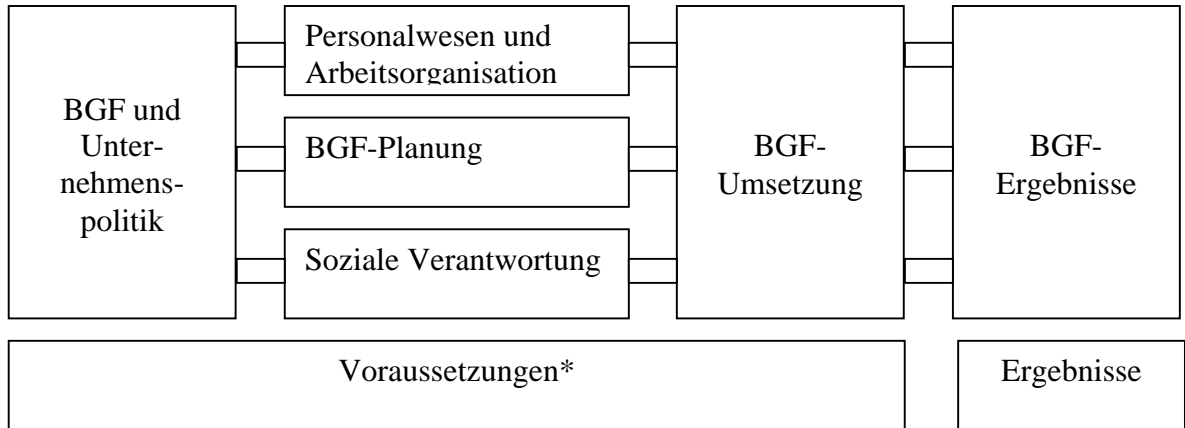 BGF und
Unter-
nehmens-
politik
Personalwesen und
Arbeitsorganisation
BGF-Planung
Soziale Verantwortung
BGF-
Umsetzung
BGF-
Ergebnisse
Voraussetzungen*
Ergebnisse